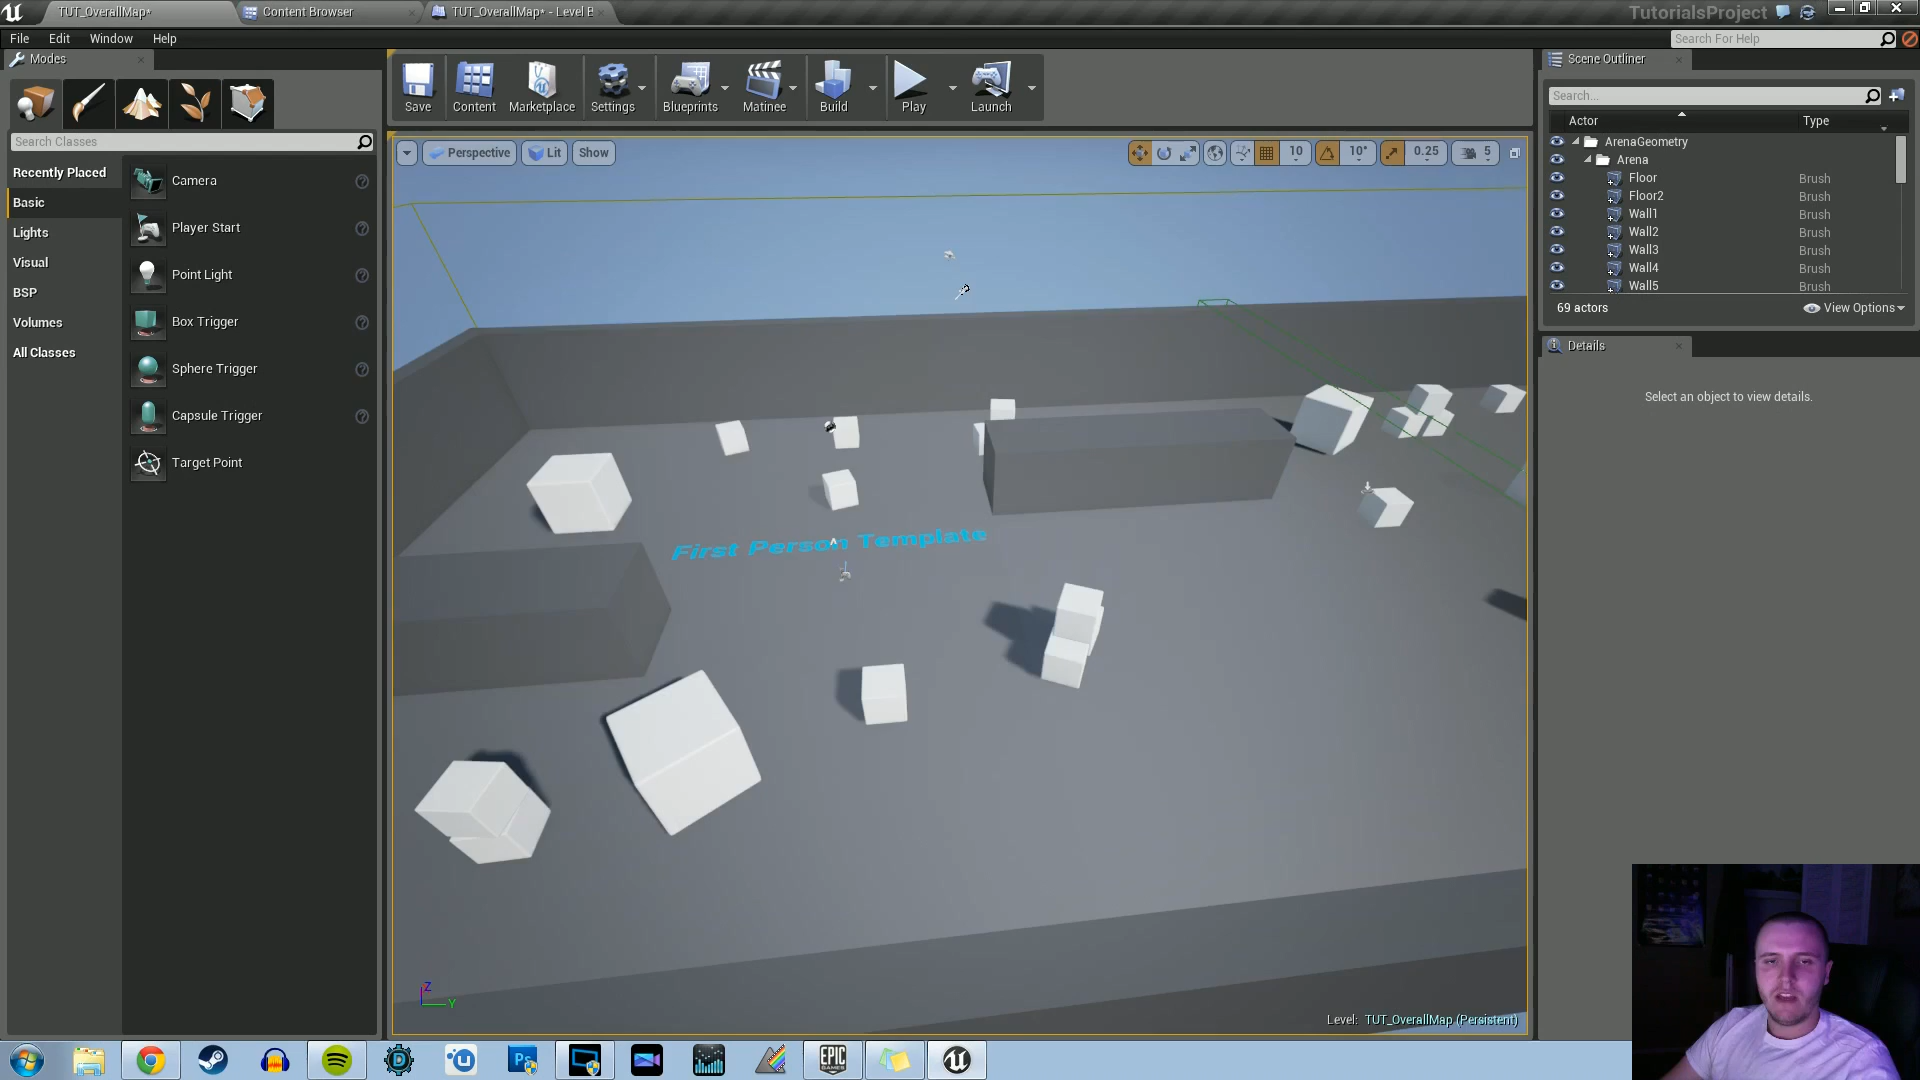 TUT_OverallMap*
Content Browser
TUT_OverallMap* - Level B
TutorialsProject
File Edit Window Help
Search For Help
Modes
Search Classes
Recently Placed
Basic
Lights
Visual
BSP
Volumes
All Classes
Camera
Player Start
Point Light
Box Trigger
Sphere Trigger
Capsule Trigger
Target Point
Save
Content
Marketplace
Settings
Blueprints
Matinee
Build
Play
Launch
Perspective
Lit
Show
10
10°
0.25
5
First Person Template
Z
Y
Level: TUT_OverallMap (Persistent)
Scene Outliner
Search...
Actor Type
ArenaGeometry
Arena
Floor Brush
Floor2 Brush
Wall1 Brush
Wall2 Brush
Wall3 Brush
Wall4 Brush
Wall5 Brush
69 actors
View Options
Details
Select an object to view details.
Ps
EPIC
GAMES